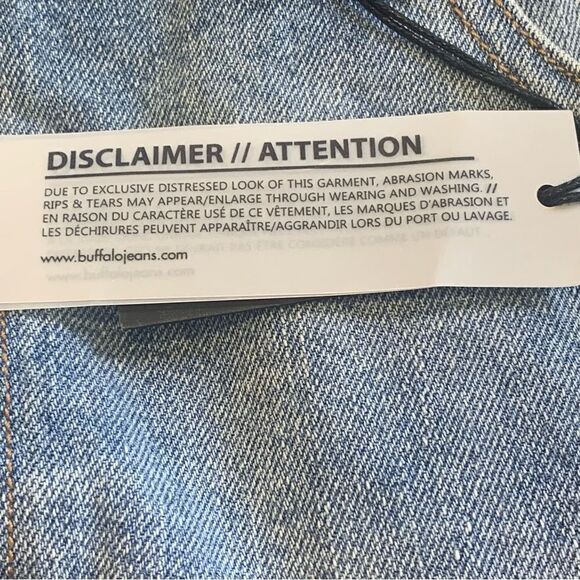 DISCLAIMER // ATTENTION
DUE TO EXCLUSIVE DISTRESSED LOOK OF THIS GARMENT, ABRASION MARKS,
RIPS & TEARS MAY APPEAR/ENLARGE THROUGH WEARING AND WASHING. //
EN RAISON DU CARACTÈRE USÉ DE CE VÊTEMENT, LES MARQUES D'ABRASION ET
LES DÉCHIRURES PEUVENT APPARAÎTRE/AGGRANDIR LORS DU PORT OU LAVAGE.
www.buffalojeans.com